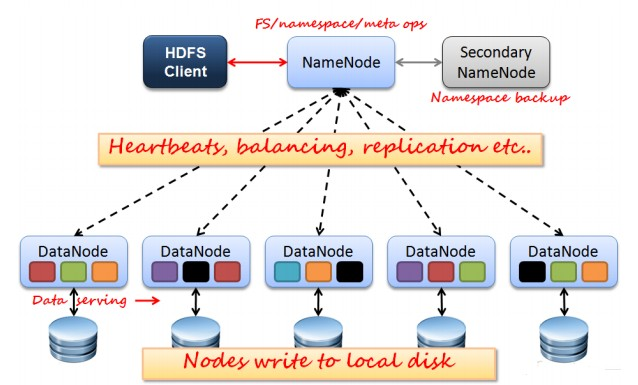 FS/namespace/meta ops
HDFS
Client
NameNode
Secondary
NameNode
Namespace backup
Heartbeats, balancing, replication etc..
DataNode
DataNode
DataNode
DataNode
DataNode
Data serving
Nodes write to local disk